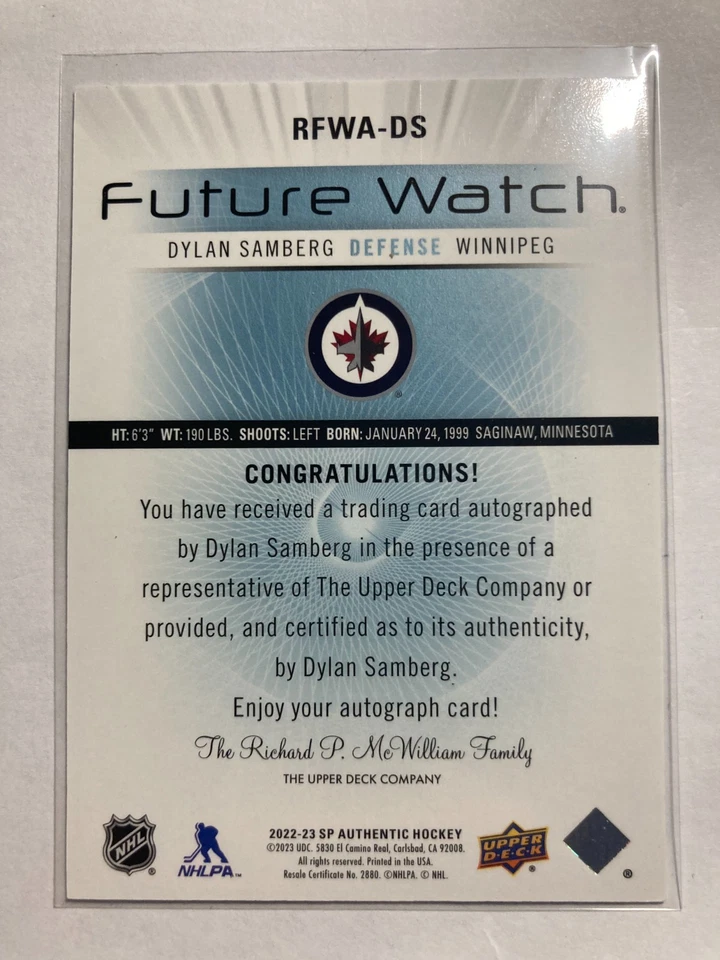 RFWA-DS
Future Watch®
DYLAN SAMBERG DEFENSE WINNIPEG
®
HT: 6'3" WT: 190 LBS. SHOOTS: LEFT BORN: JANUARY 24, 1999 SAGINAW, MINNESOTA
CONGRATULATIONS!
You have received a trading card autographed
by Dylan Samberg in the presence of a
representative of The Upper Deck Company or
provided, and certified as to its authenticity,
by Dylan Samberg.
Enjoy your autograph card!
The Richard P. McWilliam Family
THE UPPER DECK COMPANY
NHL ®
NHLPA™
2022-23 SP AUTHENTIC HOCKEY
©2023 UDC. 5830 El Camino Real, Carlsbad, CA 92008.
All rights reserved. Printed in the USA.
Resale Certificate No. 2880. ©NHLPA. © NHL.
UPPER
D·E·C·K ®
®